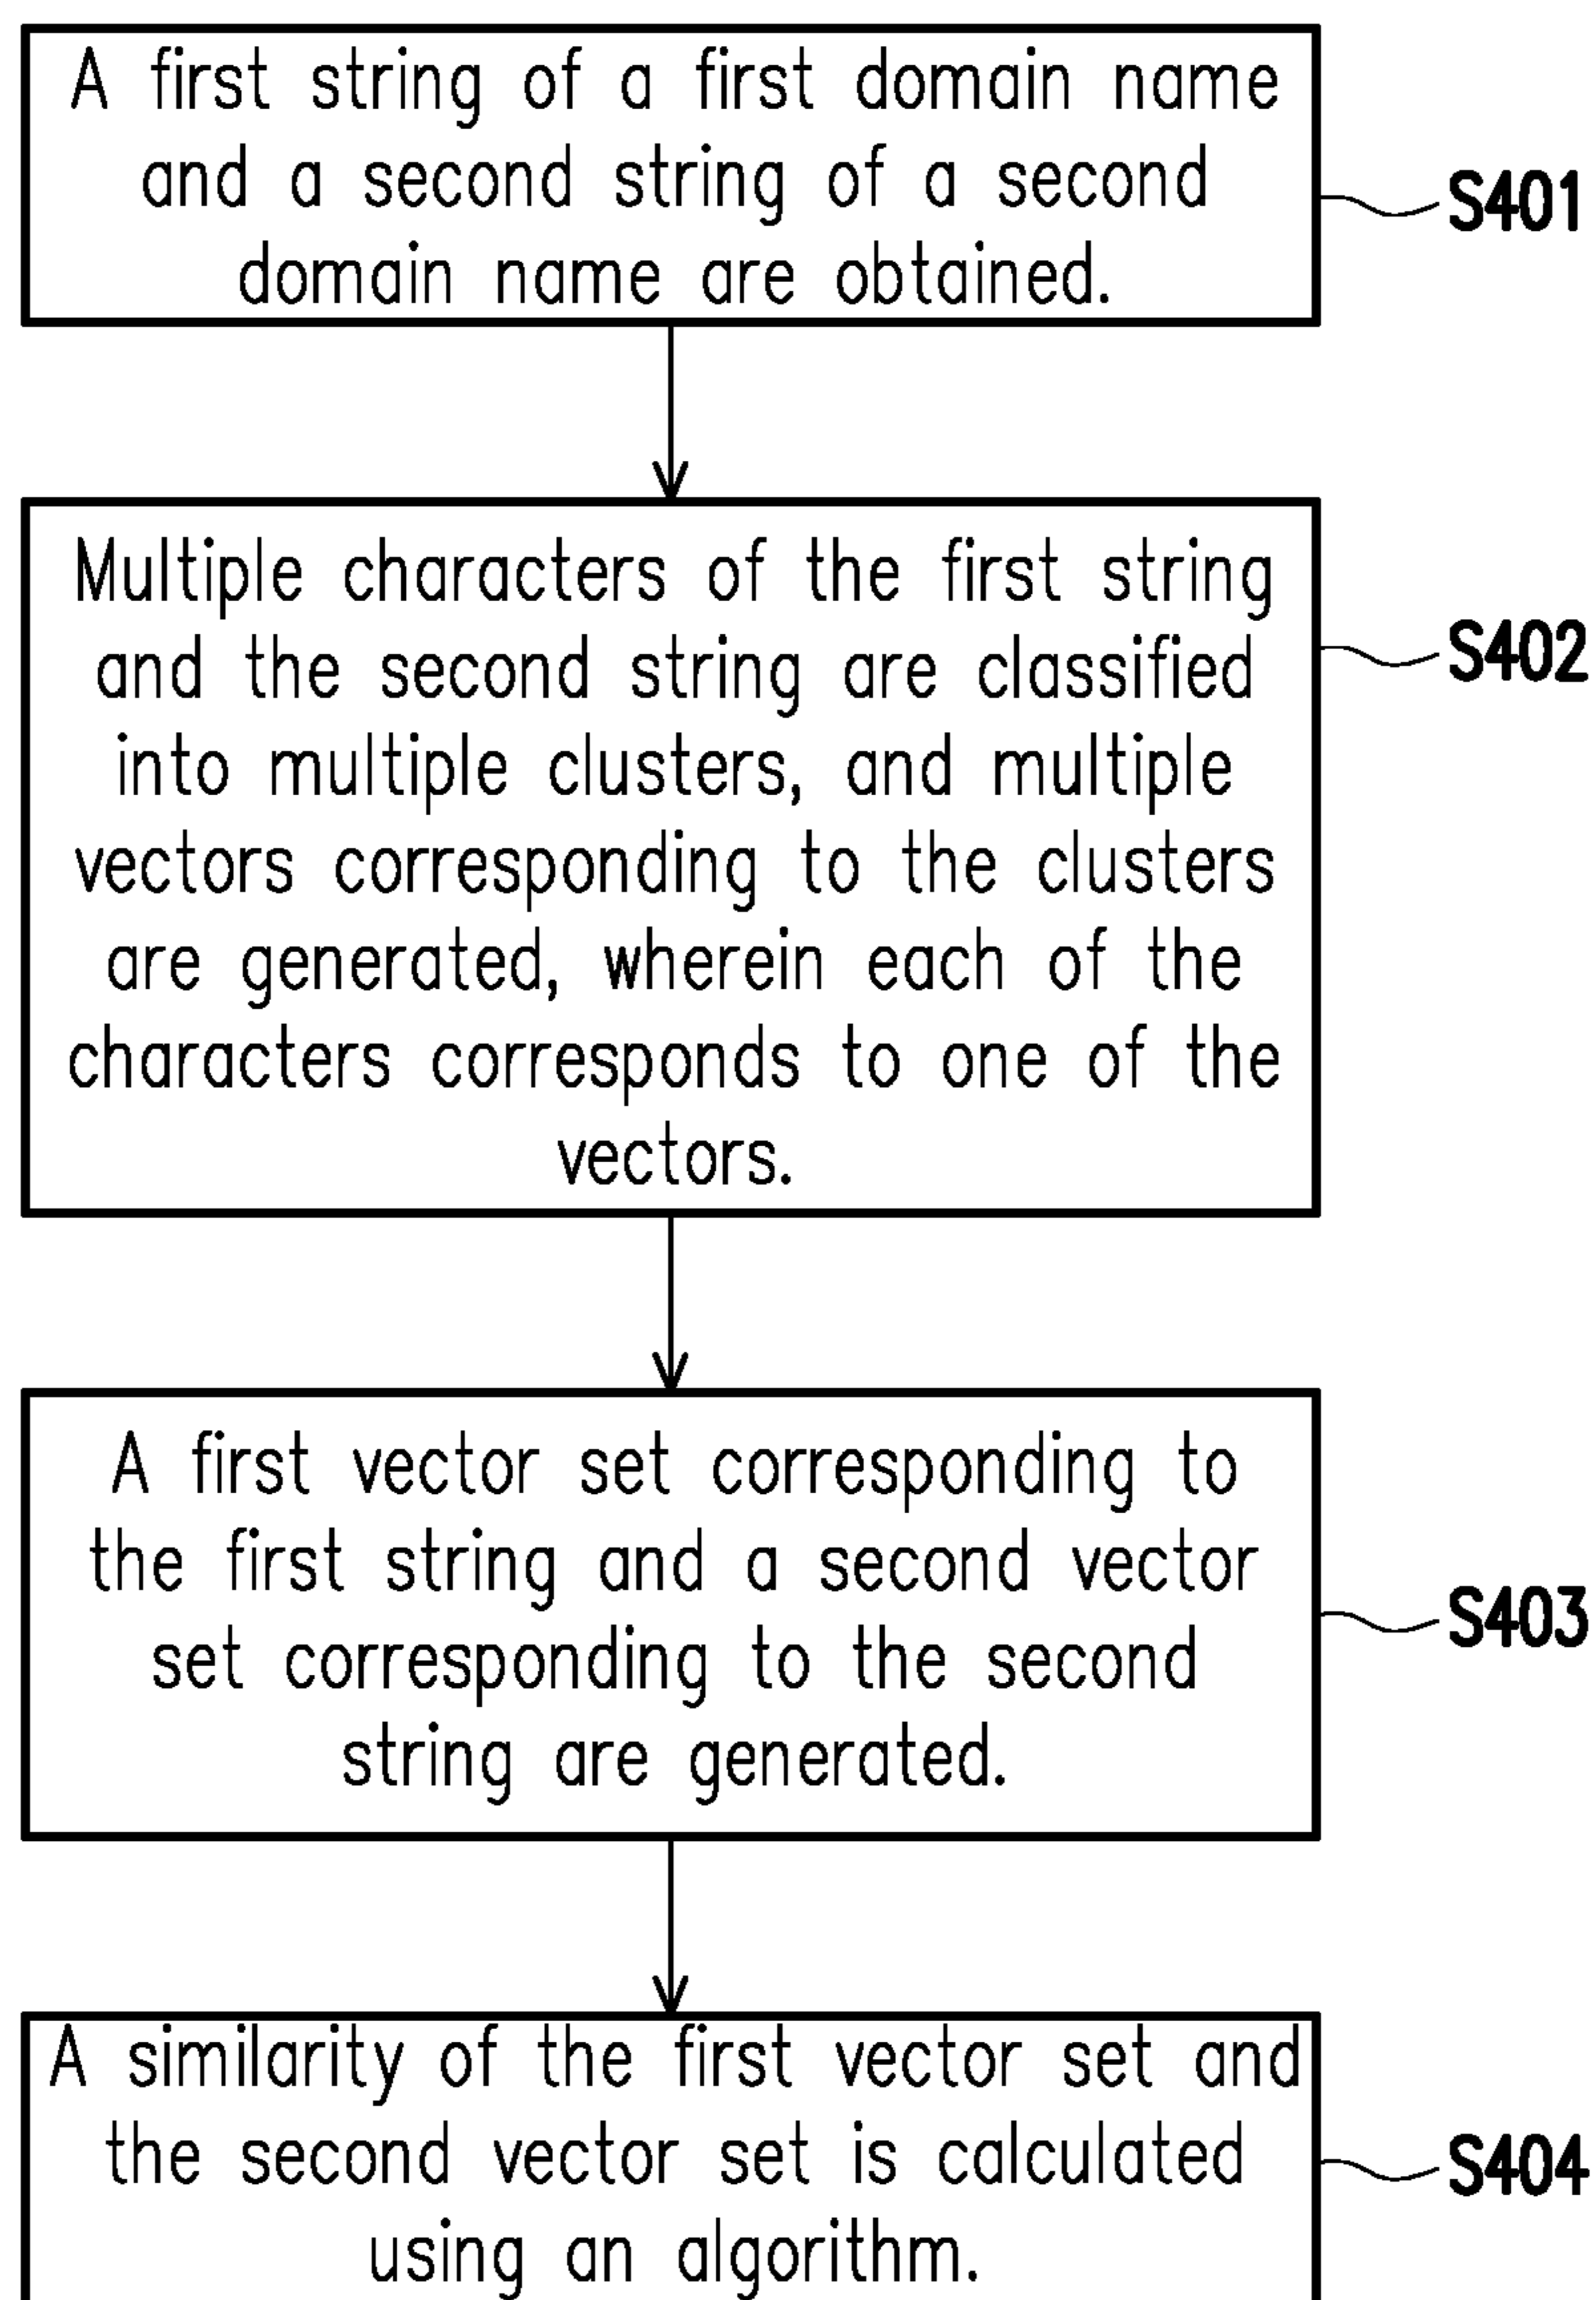 A first string of a first domain name
and a second string of a second
domain name are obtained.
S401
Multiple characters of the first string
and the second string are classified
into multiple clusters, and multiple
vectors corresponding to the clusters
are generated, wherein each of the
characters corresponds to one of the
vectors.
S402
A first vector set corresponding to
the first string and a second vector
set corresponding to the second
string are generated.
S403
A similarity of the first vector set and
the second vector set is calculated
using an algorithm.
S404